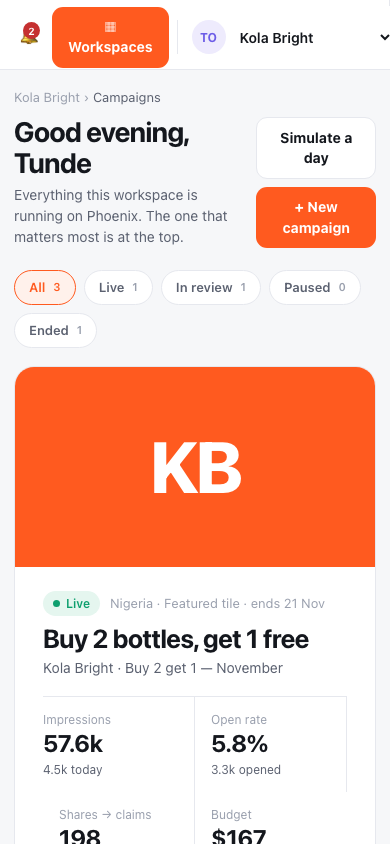 2
Workspaces
TO
Kola Bright
Kola Bright › Campaigns
Good evening,
Tunde
Everything this workspace is
running on Phoenix. The one that
matters most is at the top.
Simulate a
day
+ New
campaign
All 3
Live 1
In review 1
Paused 0
Ended 1
KB
Live
Nigeria · Featured tile · ends 21 Nov
Buy 2 bottles, get 1 free
Kola Bright · Buy 2 get 1 — November
Impressions
57.6k
4.5k today
Open rate
5.8%
3.3k opened
Shares → claims
198
Budget
$167